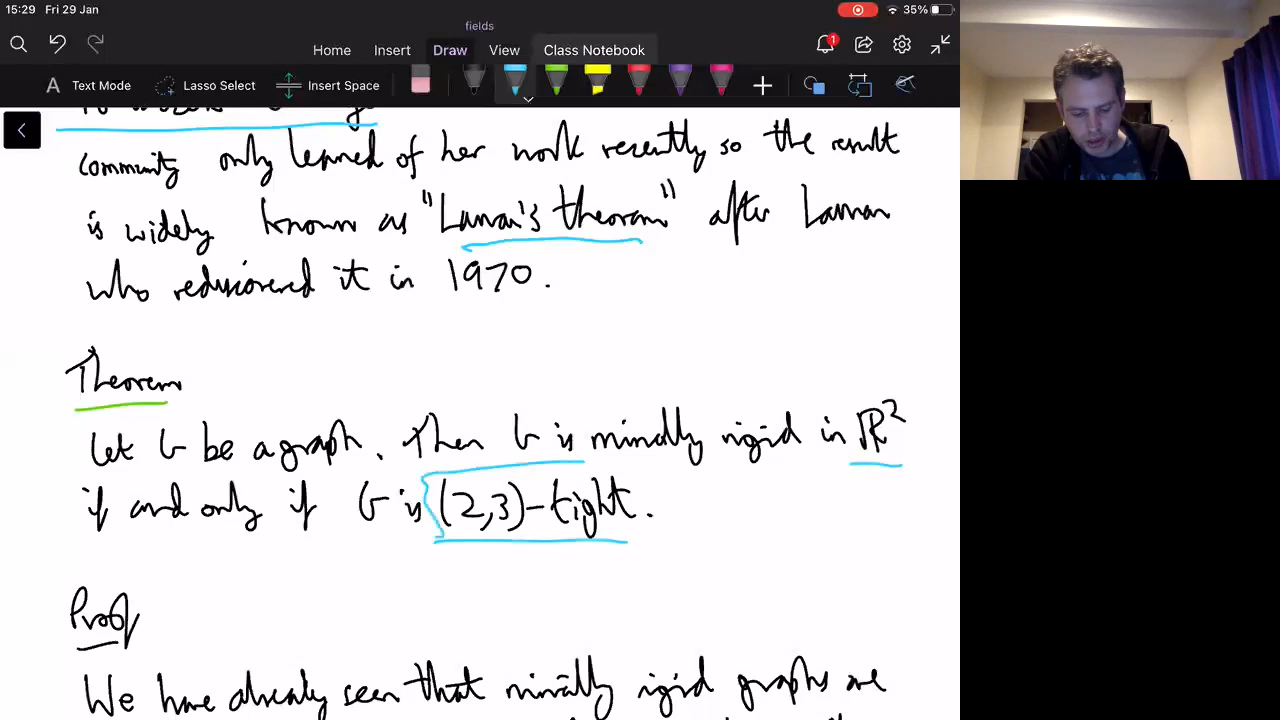 15:29 Fri 29 Jan
35%
fields
Home Insert Draw View Class Notebook
1
Text Mode Lasso Select Insert Space
community only learned of her work recently so the result
is widely known as "Laman's theorem" after Laman
who rediscovered it in 1970.
Theorem
Let G be a graph. Then G is minimally rigid in ℝ²
if and only if G is (2,3)-tight.
Proof
We have already seen that minimally rigid graphs are